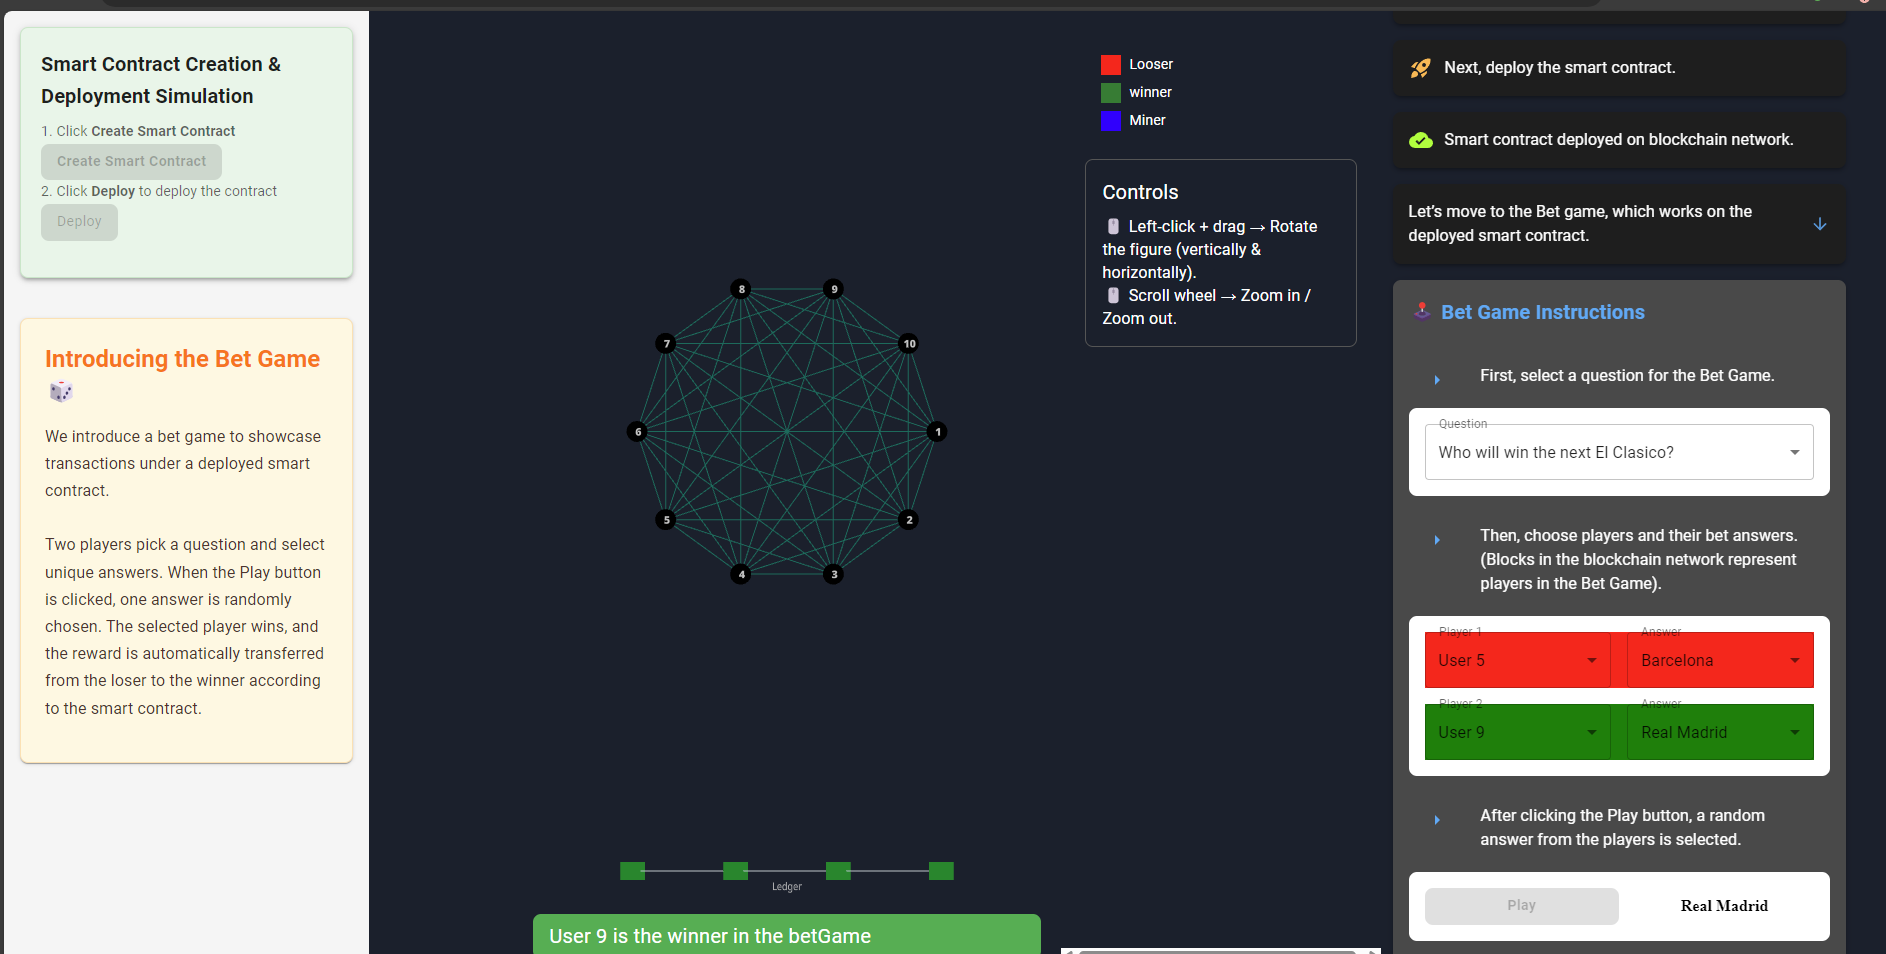 Smart Contract Creation &
Deployment Simulation
1. Click Create Smart Contract
Create Smart Contract
2. Click Deploy to deploy the contract
Deploy
Introducing the Bet Game
We introduce a bet game to showcase
transactions under a deployed smart
contract.
Two players pick a question and select
unique answers. When the Play button
is clicked, one answer is randomly
chosen. The selected player wins, and
the reward is automatically transferred
from the loser to the winner according
to the smart contract.
8
9
7
10
6
1
5
2
4
3
Ledger
User 9 is the winner in the betGame
Looser
winner
Miner
Controls
Left-click + drag → Rotate
the figure (vertically &
horizontally).
Scroll wheel → Zoom in /
Zoom out.
Next, deploy the smart contract.
Smart contract deployed on blockchain network.
Let’s move to the Bet game, which works on the
deployed smart contract.
Bet Game Instructions
First, select a question for the Bet Game.
Question
Who will win the next El Clasico?
Then, choose players and their bet answers.
(Blocks in the blockchain network represent
players in the Bet Game).
Player 1
Answer
User 5
Barcelona
Player 2
Answer
User 9
Real Madrid
After clicking the Play button, a random
answer from the players is selected.
Play
Real Madrid